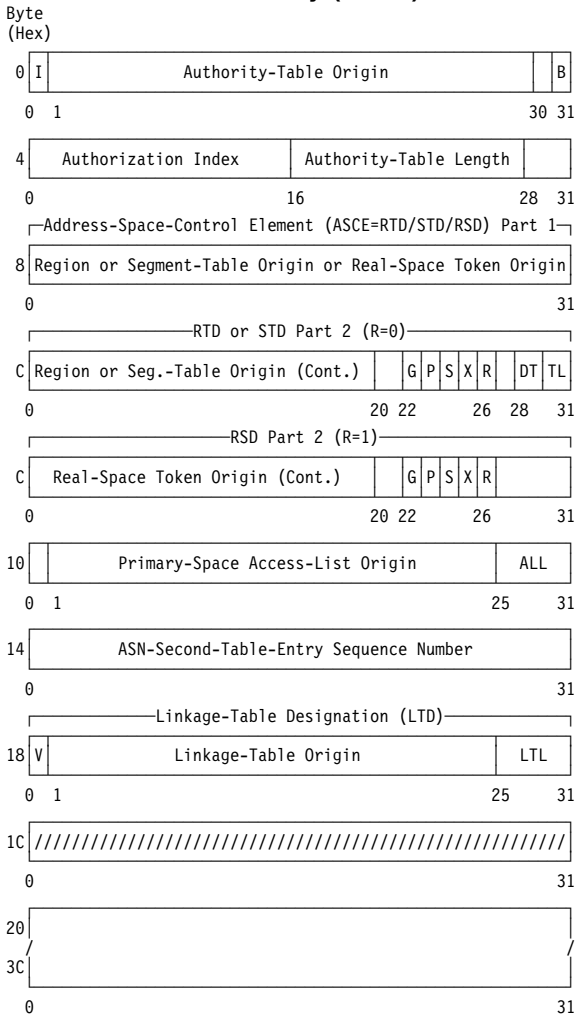 Byte
(Hex)
0 I Authority-Table Origin B
0 1 30 31
4 Authorization Index Authority-Table Length
0 16 28 31
Address-Space-Control Element (ASCE=RTD/STD/RSD) Part 1
8 Region or Segment-Table Origin or Real-Space Token Origin
0 31
RTD or STD Part 2 (R=0)
C Region or Seg.-Table Origin (Cont.) G P S X R DT TL
0 20 22 26 28 31
RSD Part 2 (R=1)
C Real-Space Token Origin (Cont.) G P S X R
0 20 22 26 31
10 Primary-Space Access-List Origin ALL
0 1 25 31
14 ASN-Second-Table-Entry Sequence Number
0 31
Linkage-Table Designation (LTD)
18 V Linkage-Table Origin LTL
0 1 25 31
1C /////////////////////////////////////////////////////////
0 31
20
/ /
3C
0 31